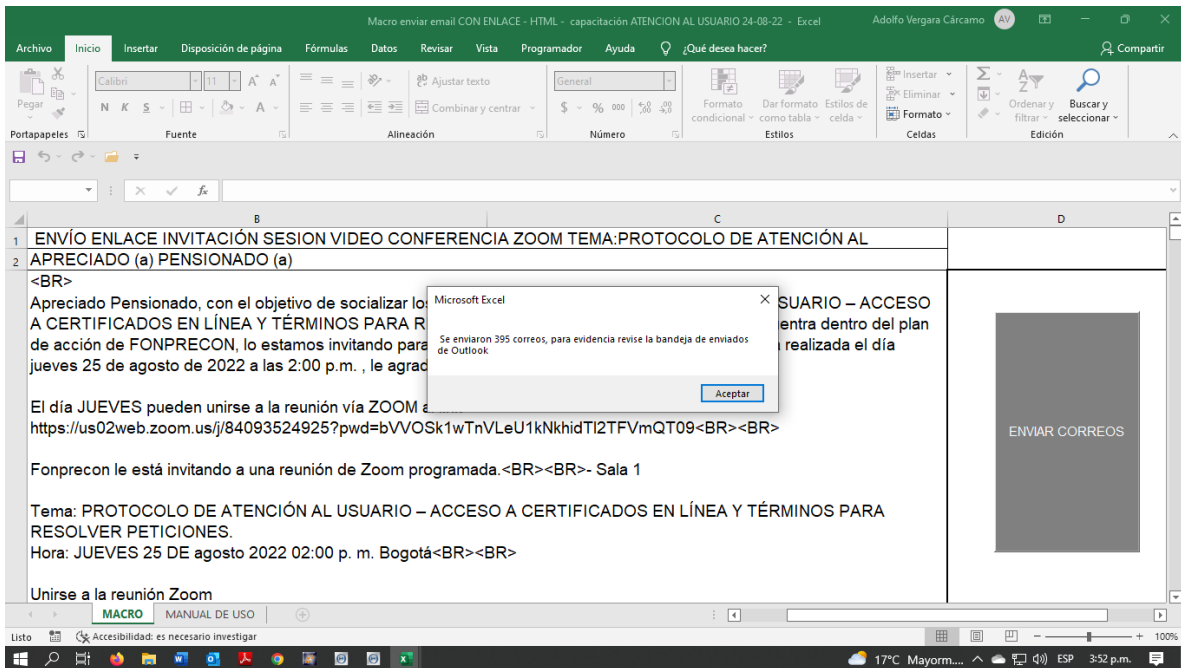 Macro enviar email CON ENLACE - HTML - capacitación ATENCION AL USUARIO 24-08-22 - Excel
Adolfo Vergara Cárcamo AV
Archivo Inicio Insertar Disposición de página Fórmulas Datos Revisar Vista Programador Ayuda ¿Qué desea hacer? Compartir
Pegar
Calibri 11
N K S
Ajustar texto
Combinar y centrar
General
$ % 000
Formato condicional
Dar formato como tabla
Estilos de celda
Insertar
Eliminar
Formato
Ordenar y filtrar
Buscar y seleccionar
Portapapeles Fuente Alineación Número Estilos Celdas Edición
fx
B C D
1 ENVÍO ENLACE INVITACIÓN SESION VIDEO CONFERENCIA ZOOM TEMA:PROTOCOLO DE ATENCIÓN AL
2 APRECIADO (a) PENSIONADO (a)
<BR>
Apreciado Pensionado, con el objetivo de socializar SUARIO – ACCESO
A CERTIFICADOS EN LÍNEA Y TÉRMINOS PARA entra dentro del plan
de acción de FONPRECON, lo estamos invitando para realizada el día
jueves 25 de agosto de 2022 a las 2:00 p.m. , le
El día JUEVES pueden unirse a la reunión vía ZOOM
https://us02web.zoom.us/j/84093524925?pwd=bVVOSk1wTnVLeU1kNkhidTl2TFVmQT09<BR><BR>
Fonprecon le está invitando a una reunión de Zoom programada.<BR><BR>- Sala 1
Tema: PROTOCOLO DE ATENCIÓN AL USUARIO – ACCESO A CERTIFICADOS EN LÍNEA Y TÉRMINOS PARA
RESOLVER PETICIONES.
Hora: JUEVES 25 DE agosto 2022 02:00 p. m. Bogotá<BR><BR>
Unirse a la reunión Zoom
Microsoft Excel
Se enviaron 395 correos, para evidencia revise la bandeja de enviados
de Outlook
Aceptar
ENVIAR CORREOS
MACRO MANUAL DE USO
Listo Accesibilidad: es necesario investigar 100%
17°C Mayorm.... ESP 3:52 p.m.